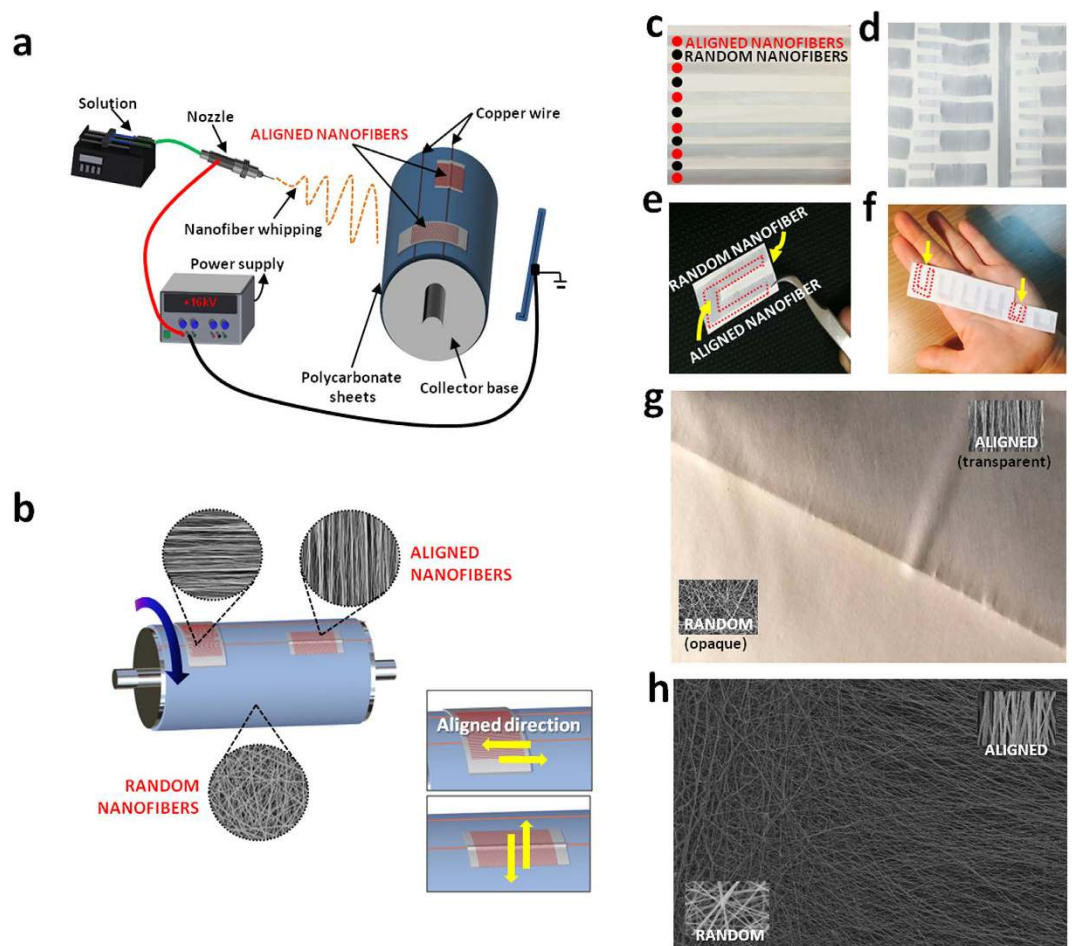 a
Solution
Nozzle
ALIGNED NANOFIBERS
Copper wire
Nanofiber whipping
Power supply
+16kV
Polycarbonate
sheets
Collector base
b
ALIGNED
NANOFIBERS
RANDOM
NANOFIBERS
Aligned direction
c
ALIGNED NANOFIBERS
RANDOM NANOFIBERS
d
e
RANDOM NANOFIBER
ALIGNED NANOFIBER
f
g
ALIGNED
(transparent)
RANDOM
(opaque)
h
ALIGNED
RANDOM